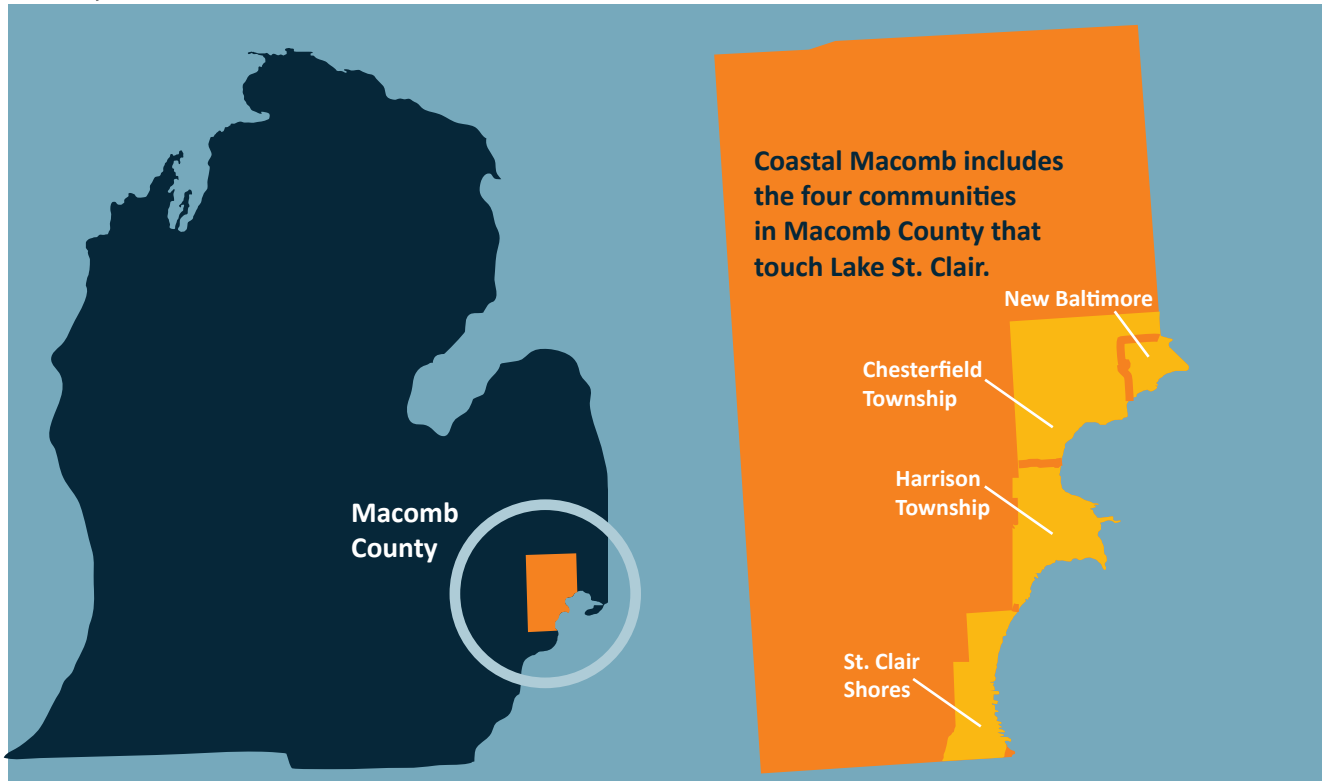 Macomb
County
Coastal Macomb includes
the four communities
in Macomb County that
touch Lake St. Clair.
New Baltimore
Chesterfield
Township
Harrison
Township
St. Clair
Shores